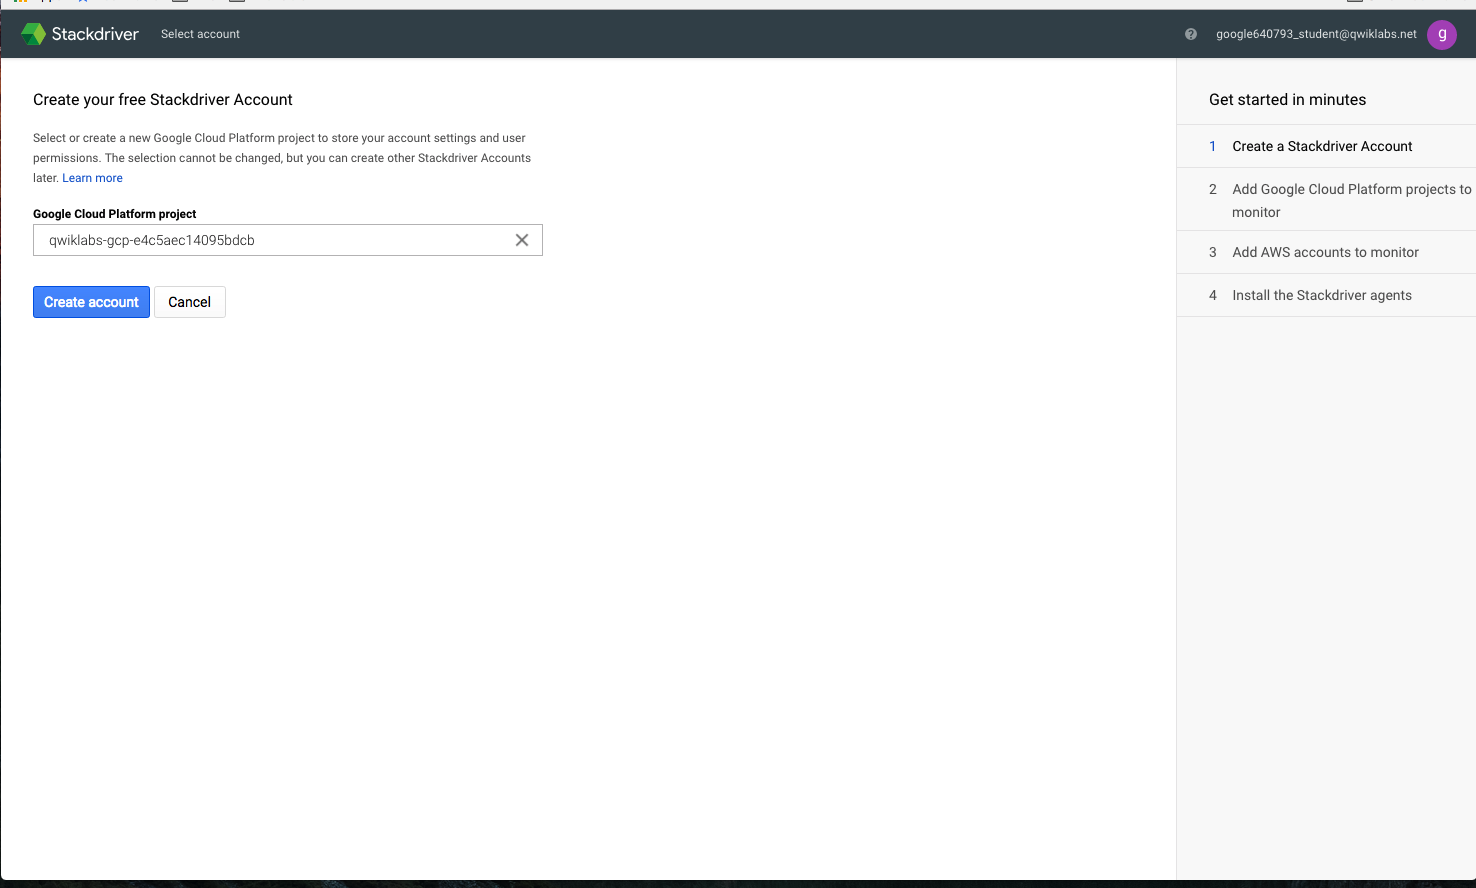 Stackdriver
Select account
google640793_student@qwiklabs.net
g
Create your free Stackdriver Account
Select or create a new Google Cloud Platform project to store your account settings and user
permissions. The selection cannot be changed, but you can create other Stackdriver Accounts
later. Learn more
Google Cloud Platform project
qwiklabs-gcp-e4c5aec14095bdcb
Create account
Cancel
Get started in minutes
1 Create a Stackdriver Account
2 Add Google Cloud Platform projects to
monitor
3 Add AWS accounts to monitor
4 Install the Stackdriver agents